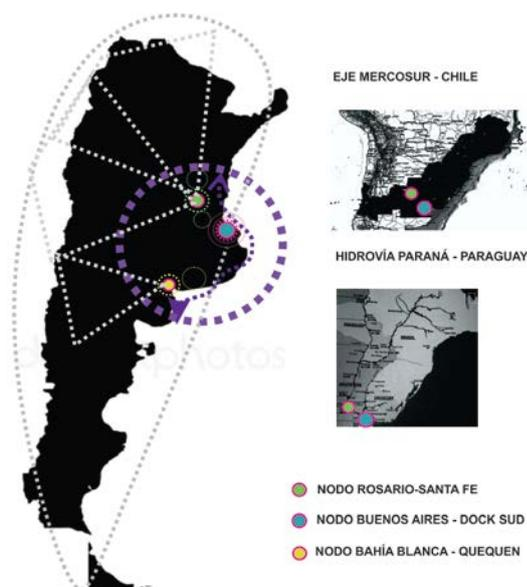 EJE MERCOSUR - CHILE
HIDROVÍA PARANÁ - PARAGUAY
NODO ROSARIO-SANTA FE
NODO BUENOS AIRES - DOCK SUD
NODO BAHÍA BLANCA - QUEQUEN